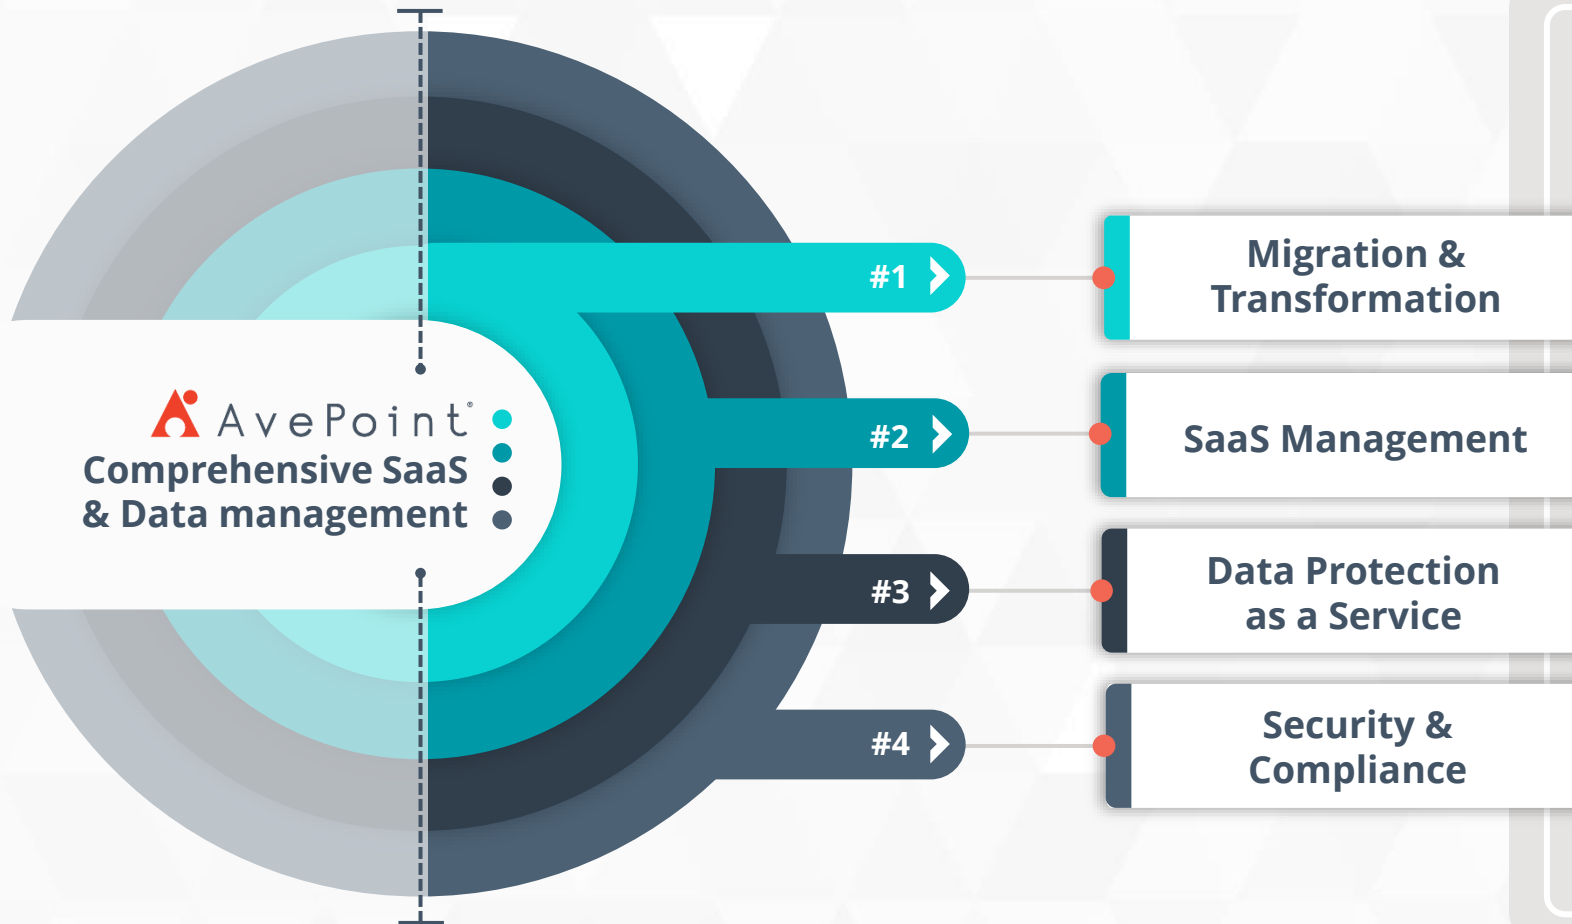 AvePoint®
Comprehensive SaaS
& Data management
#1
Migration &
Transformation
#2
SaaS Management
#3
Data Protection
as a Service
#4
Security &
Compliance